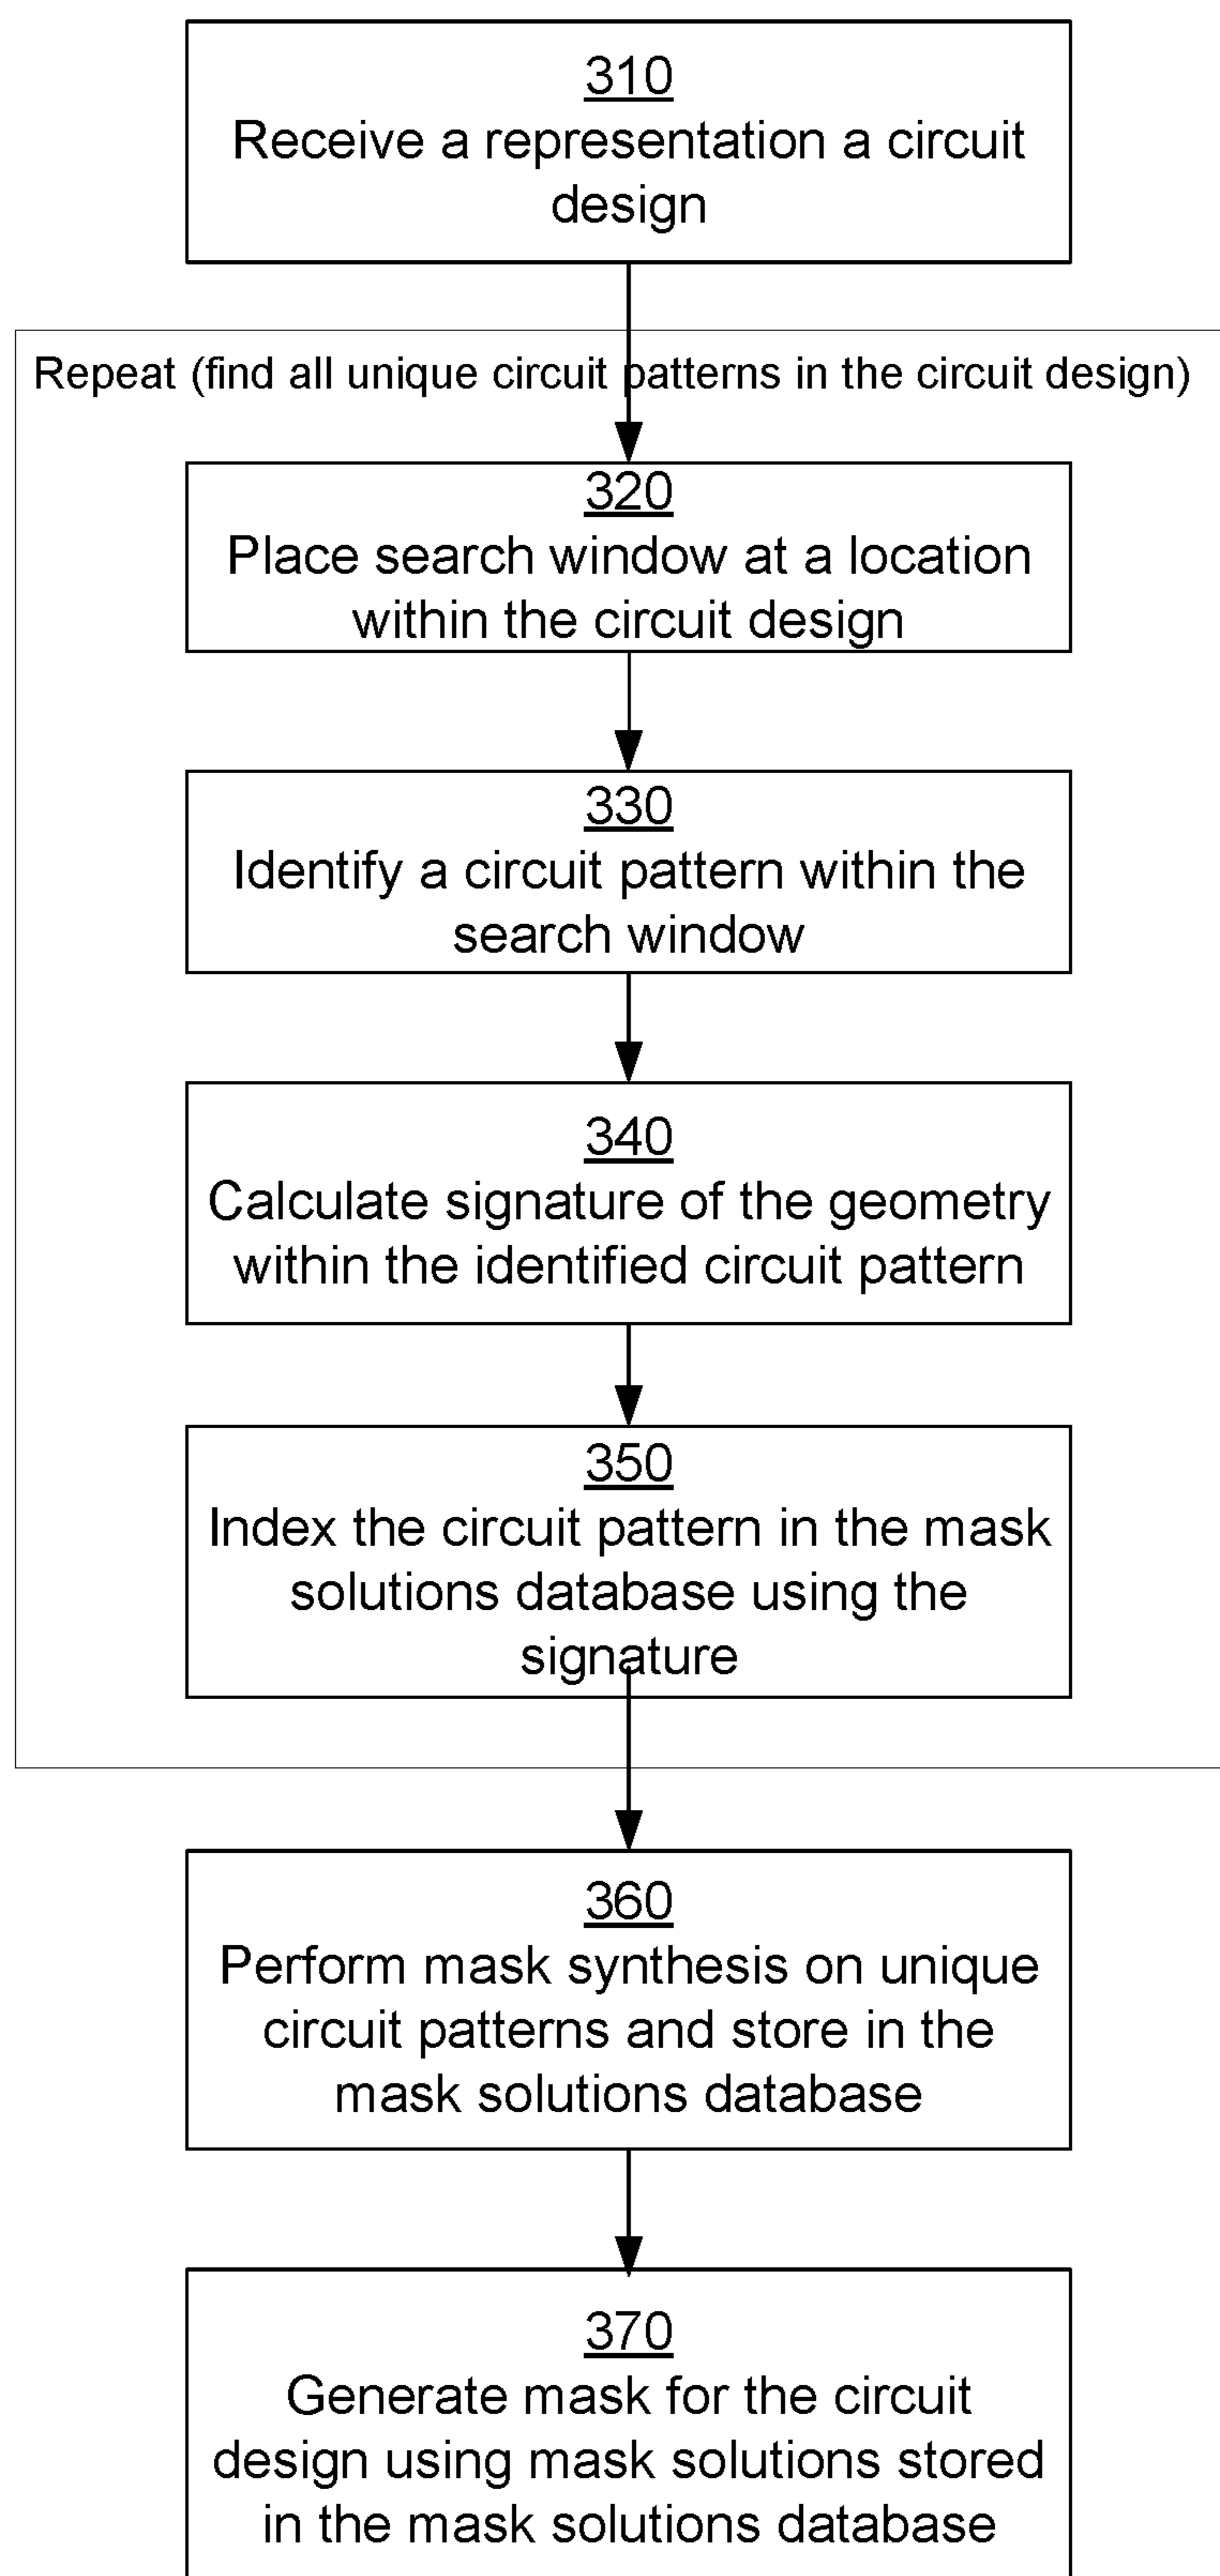 310
Receive a representation a circuit
design
Repeat (find all unique circuit patterns in the circuit design)
320
Place search window at a location
within the circuit design
330
Identify a circuit pattern within the
search window
340
Calculate signature of the geometry
within the identified circuit pattern
350
Index the circuit pattern in the mask
solutions database using the
signature
360
Perform mask synthesis on unique
circuit patterns and store in the
mask solutions database
370
Generate mask for the circuit
design using mask solutions stored
in the mask solutions database